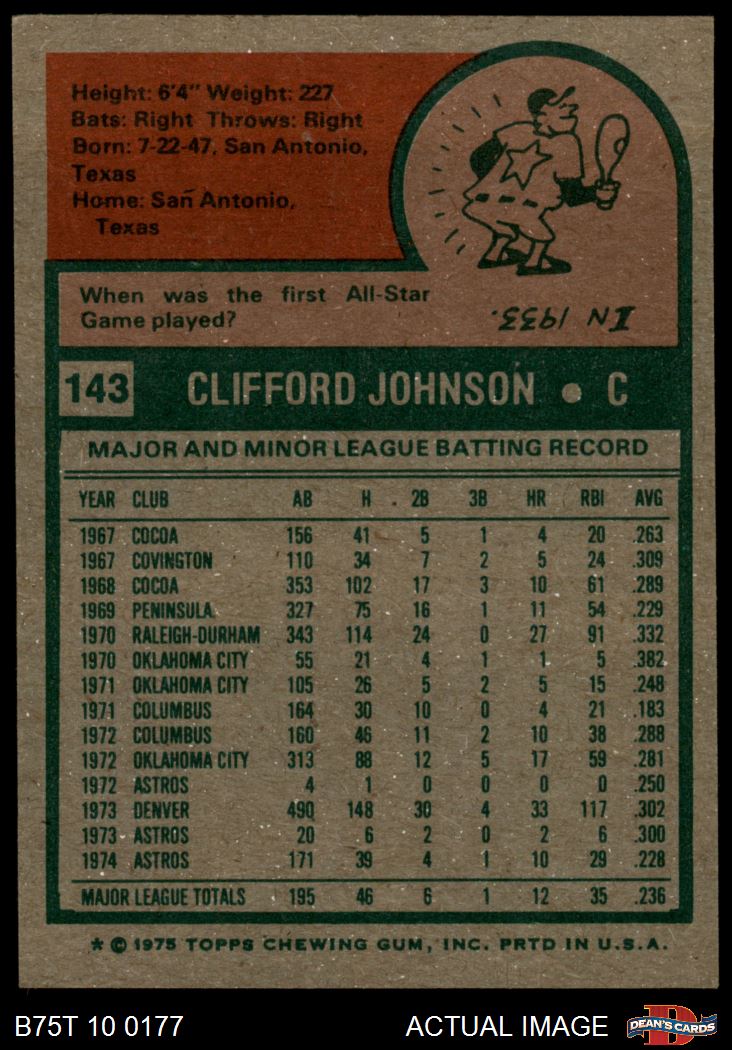 Height: 6'4" Weight: 227
Bats: Right Throws: Right
Born: 7-22-47, San Antonio,
Texas
Home: San Antonio,
Texas
When was the first All-Star
Game played?
IN 1933.
143 CLIFFORD JOHNSON • C
MAJOR AND MINOR LEAGUE BATTING RECORD
YEAR CLUB AB H 2B 3B HR RBI AVG
1967 COCOA 156 41 5 1 4 20 .263
1967 COVINGTON 110 34 7 2 5 24 .309
1968 COCOA 353 102 17 3 10 61 .289
1969 PENINSULA 327 75 16 1 11 54 .229
1970 RALEIGH-DURHAM 343 114 24 0 27 91 .332
1970 OKLAHOMA CITY 55 21 4 1 1 5 .382
1971 OKLAHOMA CITY 105 26 5 2 5 15 .248
1971 COLUMBUS 164 30 10 0 4 21 .183
1972 COLUMBUS 160 46 11 2 10 38 .288
1972 OKLAHOMA CITY 313 88 12 5 17 59 .281
1972 ASTROS 4 1 0 0 0 0 .250
1973 DENVER 490 148 30 4 33 117 .302
1973 ASTROS 20 6 2 0 2 6 .300
1974 ASTROS 171 39 4 1 10 29 .228
MAJOR LEAGUE TOTALS 195 46 6 1 12 35 .236
* © 1975 TOPPS CHEWING GUM, INC. PRTD IN U.S.A.
B75T 10 0177 ACTUAL IMAGE DEAN'S CARDS